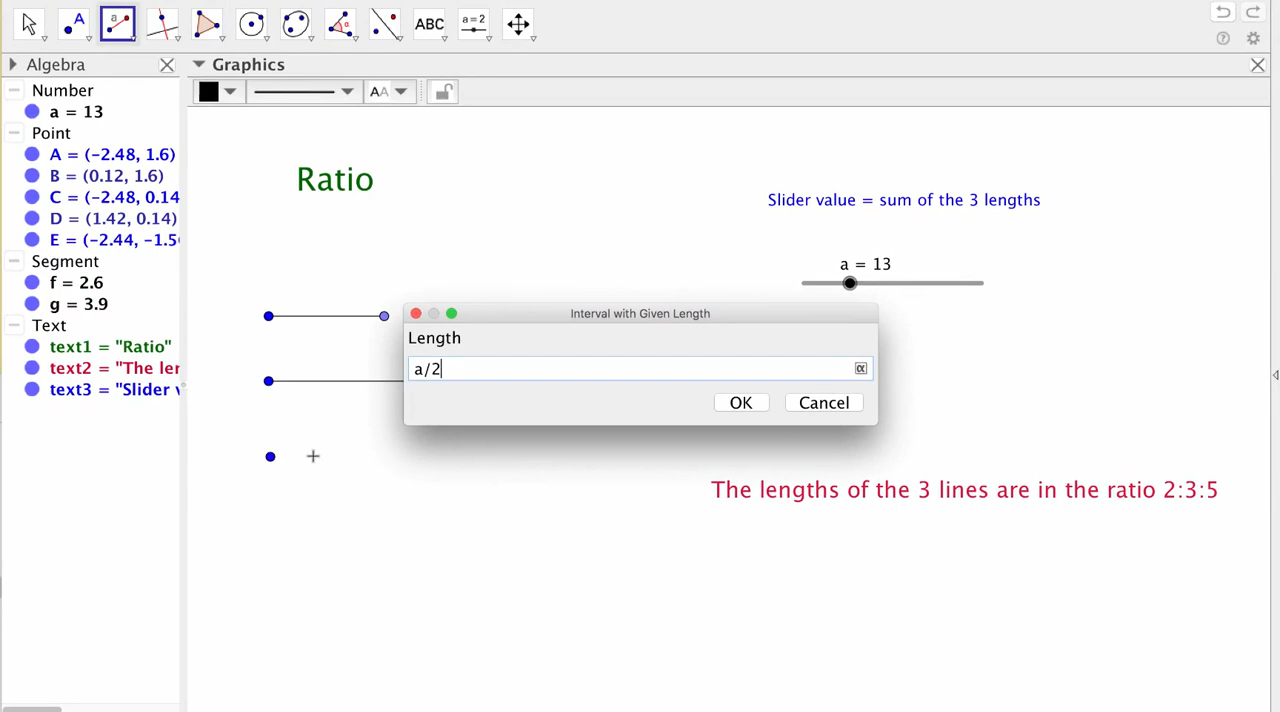 A
a
α
ABC
a=2
Algebra
Graphics
Number
a = 13
Point
A = (−2.48, 1.6)
B = (0.12, 1.6)
C = (−2.48, 0.14
D = (1.42, 0.14)
E = (−2.44, −1.5
Segment
f = 2.6
g = 3.9
Text
text1 = "Ratio"
text2 = "The ler
text3 = "Slider v
AA
Ratio
Slider value = sum of the 3 lengths
a = 13
Interval with Given Length
Length
a/2
α
OK
Cancel
The lengths of the 3 lines are in the ratio 2:3:5